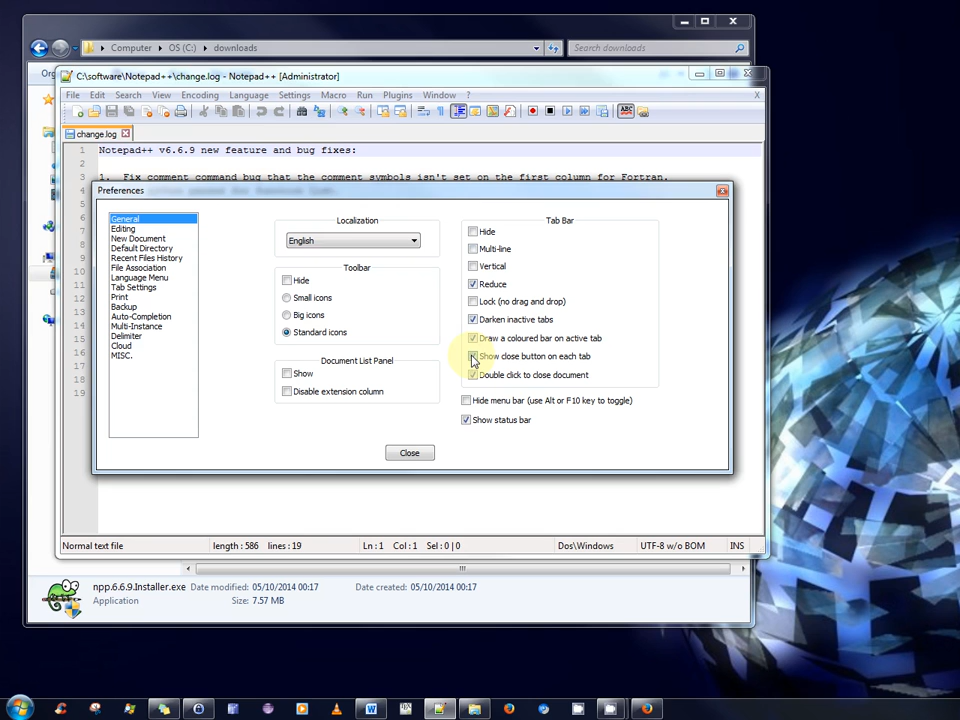 Computer ▸ OS (C:) ▸ downloads
Search downloads
Org
C:\software\Notepad++\change.log - Notepad++ [Administrator]
File Edit Search View Encoding Language Settings Macro Run Plugins Window ? X
ABC
change.log
1 Notepad++ v6.6.9 new feature and bug fixes:
2
3 1. Fix comment command bug that the comment symbols isn't set on the first column for Fortran.
4
Preferences
5
6
7
8
9
10
11
12
13
14
15
16
17
18
19
General
Editing
New Document
Default Directory
Recent Files History
File Association
Language Menu
Tab Settings
Print
Backup
Auto-Completion
Multi-Instance
Delimiter
Cloud
MISC.
Localization
English
Toolbar
Hide
Small icons
Big icons
Standard icons
Document List Panel
Show
Disable extension column
Tab Bar
Hide
Multi-line
Vertical
Reduce
Lock (no drag and drop)
Darken inactive tabs
Draw a coloured bar on active tab
Show close button on each tab
Double click to close document
Hide menu bar (use Alt or F10 key to toggle)
Show status bar
Close
Normal text file length : 586 lines : 19 Ln : 1 Col : 1 Sel : 0 | 0 Dos\Windows UTF-8 w/o BOM INS
npp.6.6.9.Installer.exe Date modified: 05/10/2014 00:17 Date created: 05/10/2014 00:17
Application Size: 7.57 MB